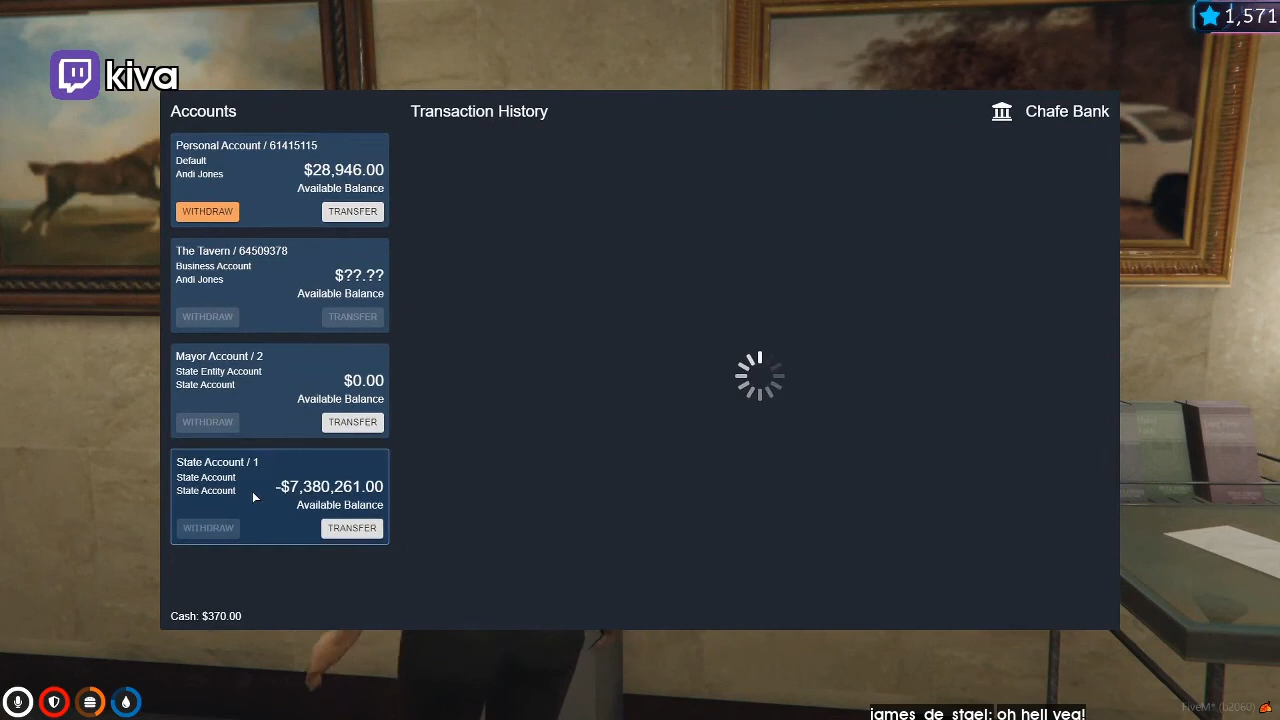 1,571
kiva
Accounts
Transaction History
Chafe Bank
Personal Account / 61415115
Default
Andi Jones
$28,946.00
Available Balance
WITHDRAW
TRANSFER
The Tavern / 64509378
Business Account
Andi Jones
$??.??
Available Balance
WITHDRAW
TRANSFER
Mayor Account / 2
State Entity Account
State Account
$0.00
Available Balance
WITHDRAW
TRANSFER
State Account / 1
State Account
State Account
-$7,380,261.00
Available Balance
WITHDRAW
TRANSFER
Cash: $370.00
james_de_stael: oh hell yea!
FiveM* (b2060)